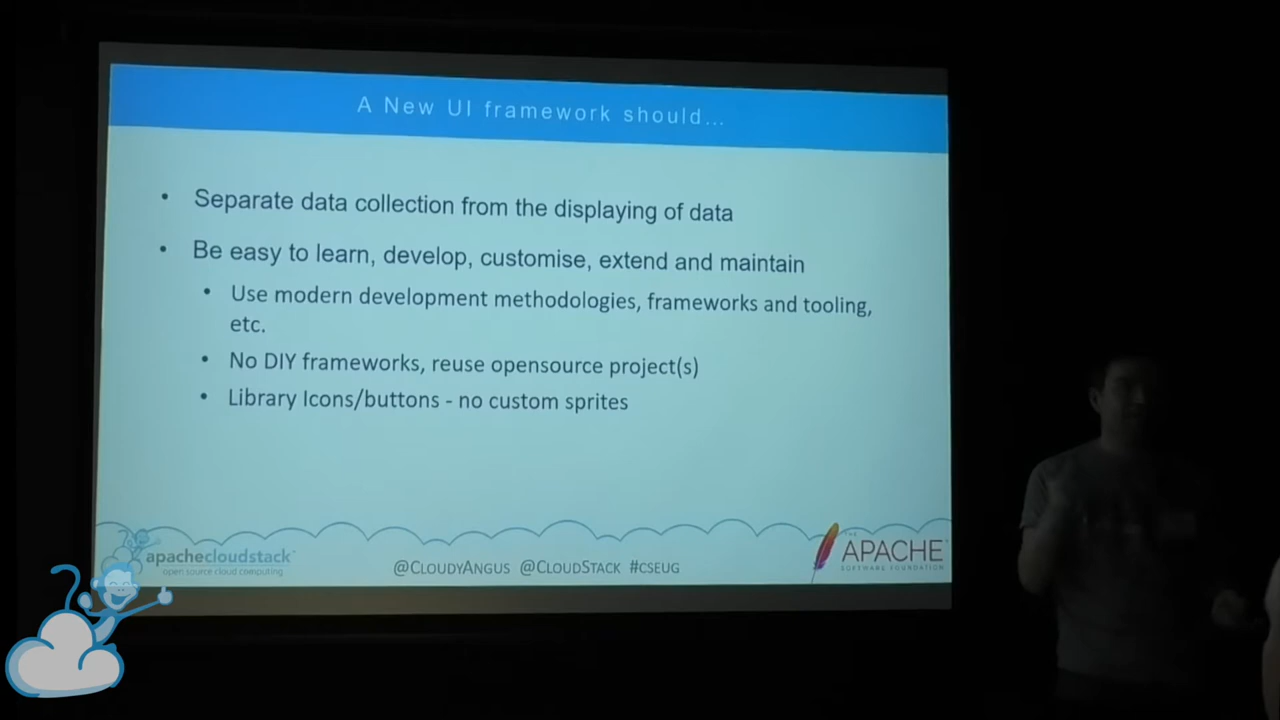 A New UI framework should...
• Separate data collection from the displaying of data
• Be easy to learn, develop, customise, extend and maintain
• Use modern development methodologies, frameworks and tooling,
etc.
• No DIY frameworks, reuse opensource project(s)
• Library Icons/buttons - no custom sprites
apachecloudstack
open source cloud computing
@CloudyAngus @CloudStack #CSEUG
THE
APACHE
SOFTWARE FOUNDATION